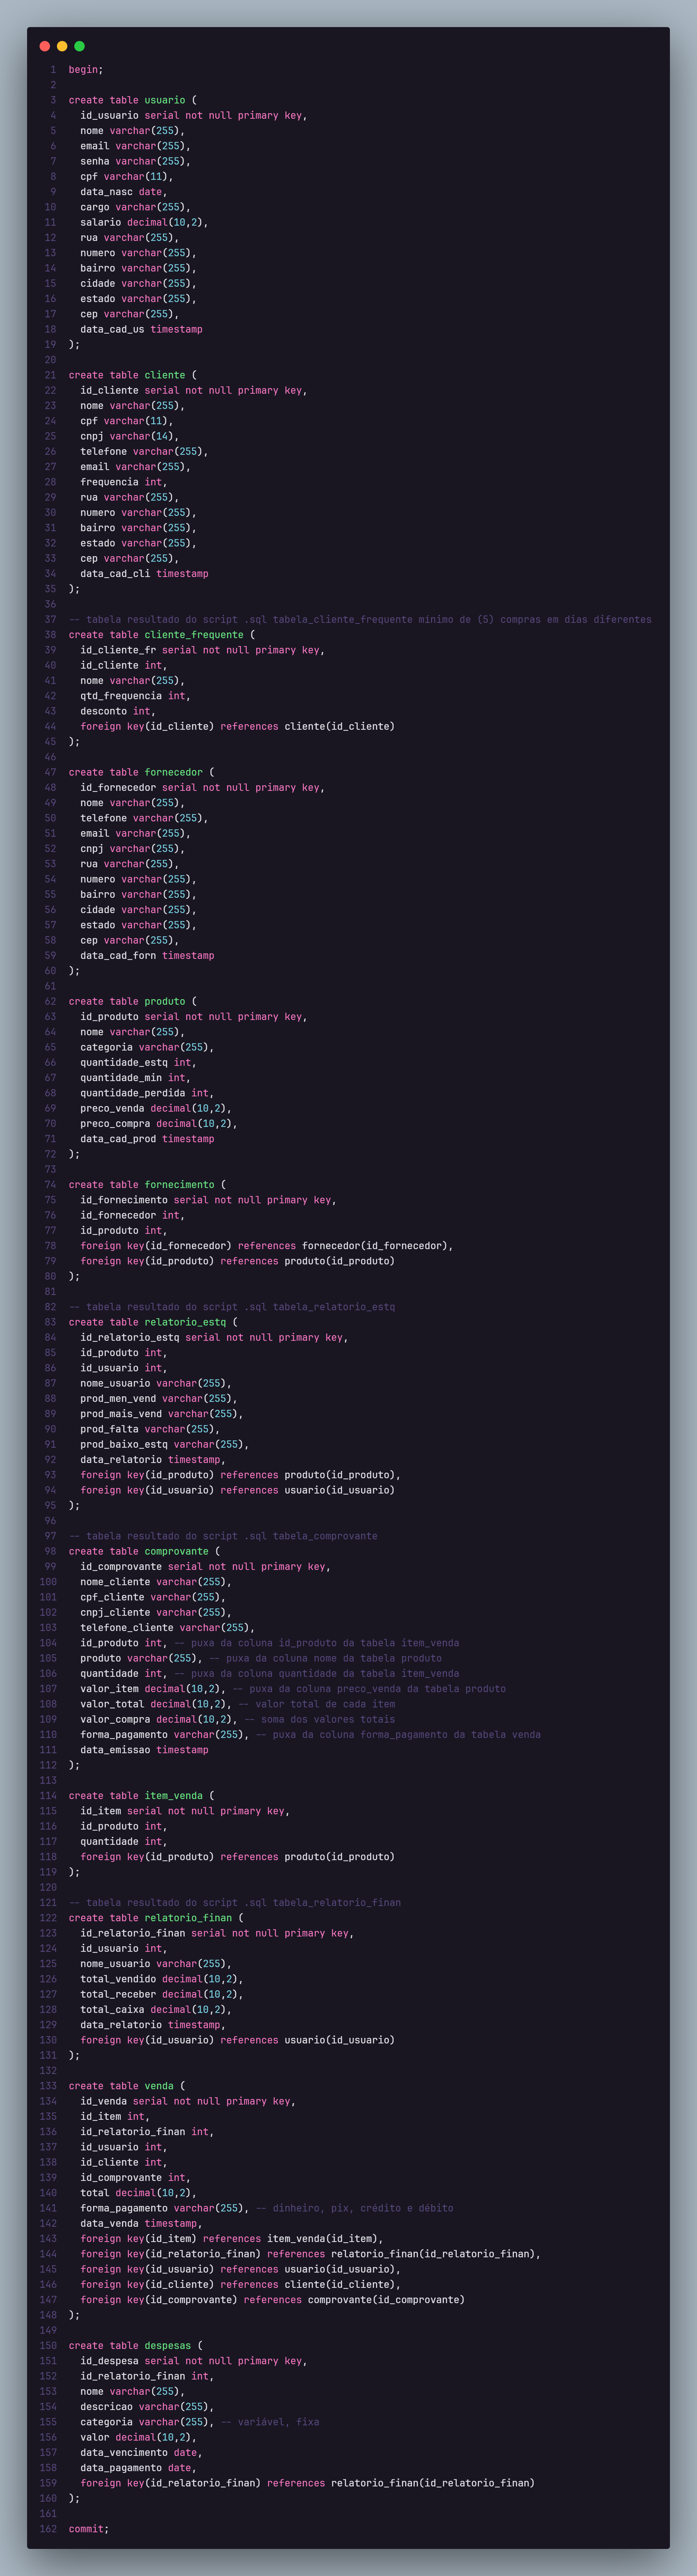 1 begin;
2
3 create table usuario (
4 id_usuario serial not null primary key,
5 nome varchar(255),
6 email varchar(255),
7 senha varchar(255),
8 cpf varchar(11),
9 data_nasc date,
10 cargo varchar(255),
11 salario decimal(10,2),
12 rua varchar(255),
13 numero varchar(255),
14 bairro varchar(255),
15 cidade varchar(255),
16 estado varchar(255),
17 cep varchar(255),
18 data_cad_us timestamp
19 );
20
21 create table cliente (
22 id_cliente serial not null primary key,
23 nome varchar(255),
24 cpf varchar(11),
25 cnpj varchar(14),
26 telefone varchar(255),
27 email varchar(255),
28 frequencia int,
29 rua varchar(255),
30 numero varchar(255),
31 bairro varchar(255),
32 estado varchar(255),
33 cep varchar(255),
34 data_cad_cli timestamp
35 );
36
37 -- tabela resultado do script .sql tabela_cliente_frequente mínimo de (5) compras em dias diferentes
38 create table cliente_frequente (
39 id_cliente_fr serial not null primary key,
40 id_cliente int,
41 nome varchar(255),
42 qtd_frequencia int,
43 desconto int,
44 foreign key(id_cliente) references cliente(id_cliente)
45 );
46
47 create table fornecedor (
48 id_fornecedor serial not null primary key,
49 nome varchar(255),
50 telefone varchar(255),
51 email varchar(255),
52 cnpj varchar(255),
53 rua varchar(255),
54 numero varchar(255),
55 bairro varchar(255),
56 cidade varchar(255),
57 estado varchar(255),
58 cep varchar(255),
59 data_cad_forn timestamp
60 );
61
62 create table produto (
63 id_produto serial not null primary key,
64 nome varchar(255),
65 categoria varchar(255),
66 quantidade_estq int,
67 quantidade_min int,
68 quantidade_perdida int,
69 preco_venda decimal(10,2),
70 preco_compra decimal(10,2),
71 data_cad_prod timestamp
72 );
73
74 create table fornecimento (
75 id_fornecimento serial not null primary key,
76 id_fornecedor int,
77 id_produto int,
78 foreign key(id_fornecedor) references fornecedor(id_fornecedor),
79 foreign key(id_produto) references produto(id_produto)
80 );
81
82 -- tabela resultado do script .sql tabela_relatorio_estq
83 create table relatorio_estq (
84 id_relatorio_estq serial not null primary key,
85 id_produto int,
86 id_usuario int,
87 nome_usuario varchar(255),
88 prod_men_vend varchar(255),
89 prod_mais_vend varchar(255),
90 prod_falta varchar(255),
91 prod_baixo_estq varchar(255),
92 data_relatorio timestamp,
93 foreign key(id_produto) references produto(id_produto),
94 foreign key(id_usuario) references usuario(id_usuario)
95 );
96
97 -- tabela resultado do script .sql tabela_comprovante
98 create table comprovante (
99 id_comprovante serial not null primary key,
100 nome_cliente varchar(255),
101 cpf_cliente varchar(255),
102 cnpj_cliente varchar(255),
103 telefone_cliente varchar(255),
104 id_produto int, -- puxa da coluna id_produto da tabela item_venda
105 produto varchar(255), -- puxa da coluna nome da tabela produto
106 quantidade int, -- puxa da coluna quantidade da tabela item_venda
107 valor_item decimal(10,2), -- puxa da coluna preco_venda da tabela produto
108 valor_total decimal(10,2), -- valor total de cada item
109 valor_compra decimal(10,2), -- soma dos valores totais
110 forma_pagamento varchar(255), -- puxa da coluna forma_pagamento da tabela venda
111 data_emissao timestamp
112 );
113
114 create table item_venda (
115 id_item serial not null primary key,
116 id_produto int,
117 quantidade int,
118 foreign key(id_produto) references produto(id_produto)
119 );
120
121 -- tabela resultado do script .sql tabela_relatorio_finan
122 create table relatorio_finan (
123 id_relatorio_finan serial not null primary key,
124 id_usuario int,
125 nome_usuario varchar(255),
126 total_vendido decimal(10,2),
127 total_receber decimal(10,2),
128 total_caixa decimal(10,2),
129 data_relatorio timestamp,
130 foreign key(id_usuario) references usuario(id_usuario)
131 );
132
133 create table venda (
134 id_venda serial not null primary key,
135 id_item int,
136 id_relatorio_finan int,
137 id_usuario int,
138 id_cliente int,
139 id_comprovante int,
140 total decimal(10,2),
141 forma_pagamento varchar(255), -- dinheiro, pix, crédito e débito
142 data_venda timestamp,
143 foreign key(id_item) references item_venda(id_item),
144 foreign key(id_relatorio_finan) references relatorio_finan(id_relatorio_finan),
145 foreign key(id_usuario) references usuario(id_usuario),
146 foreign key(id_cliente) references cliente(id_cliente),
147 foreign key(id_comprovante) references comprovante(id_comprovante)
148 );
149
150 create table despesas (
151 id_despesa serial not null primary key,
152 id_relatorio_finan int,
153 nome varchar(255),
154 descricao varchar(255),
155 categoria varchar(255), -- variável, fixa
156 valor decimal(10,2),
157 data_vencimento date,
158 data_pagamento date,
159 foreign key(id_relatorio_finan) references relatorio_finan(id_relatorio_finan)
160 );
161
162 commit;